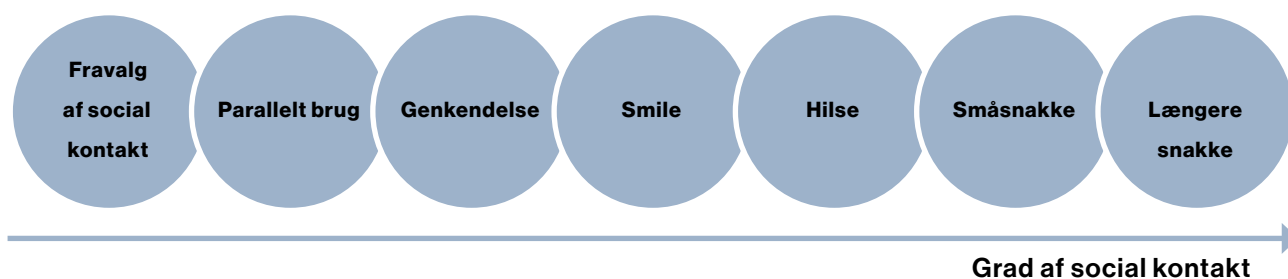 Fravalg
af social
kontakt
Parallelt brug
Genkendelse
Smile
Hilse
Småsnakke
Længere
snakke
Grad af social kontakt